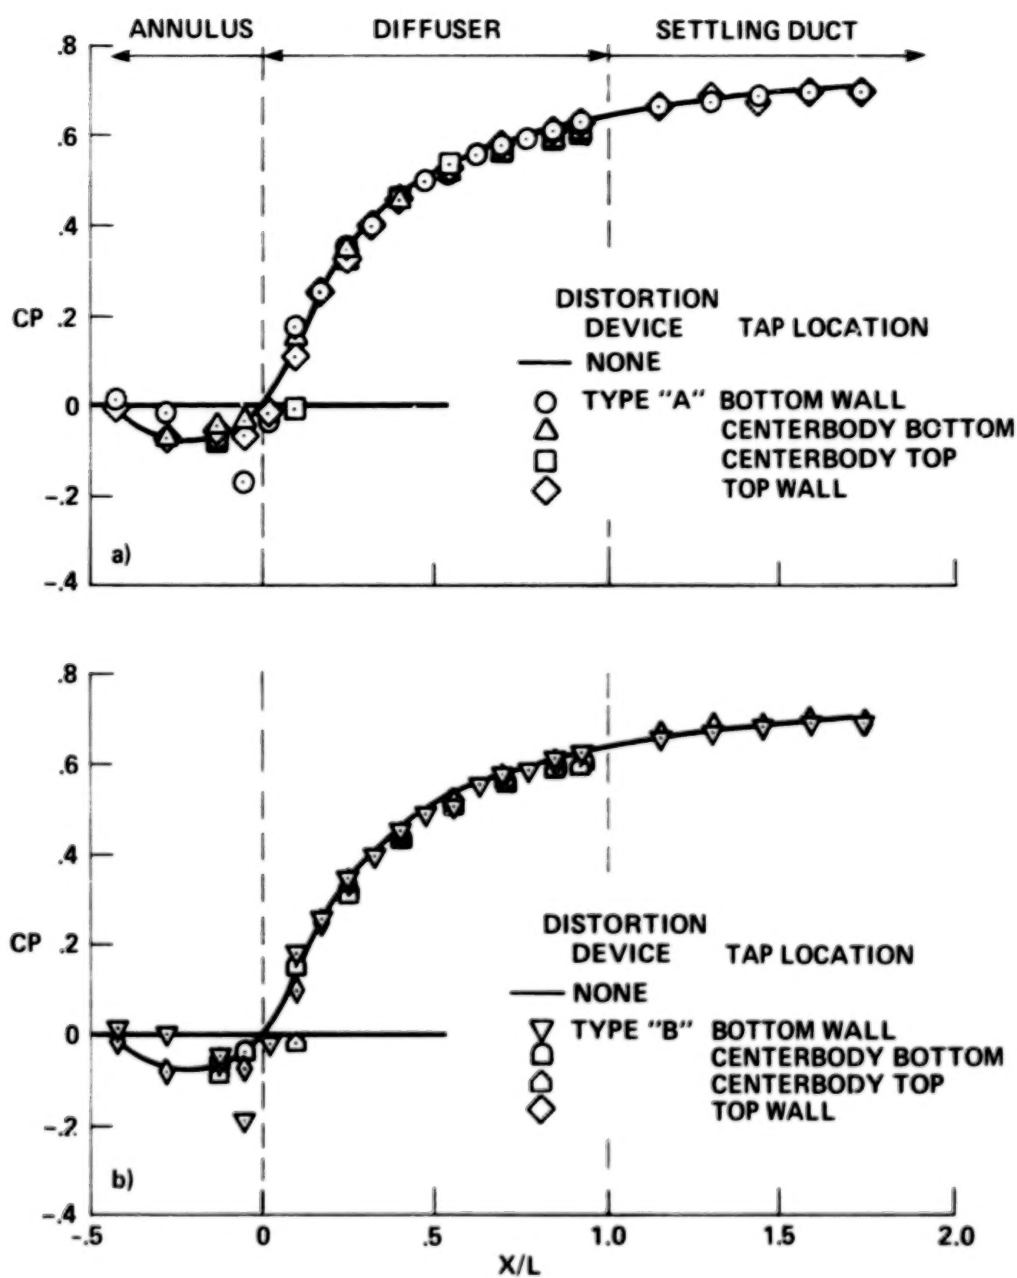 ANNULUS DIFFUSER SETTLING DUCT
.8
.6
.4
CP .2
0
-.2
-.4
DISTORTION
DEVICE TAP LOCATION
NONE
TYPE "A" BOTTOM WALL
CENTERBODY BOTTOM
CENTERBODY TOP
TOP WALL
a)
.8
.6
.4
CP .2
0
-.2
-.4
DISTORTION
DEVICE TAP LOCATION
NONE
TYPE "B" BOTTOM WALL
CENTERBODY BOTTOM
CENTERBODY TOP
TOP WALL
b)
-.5 0 .5 1.0 1.5 2.0
X/L